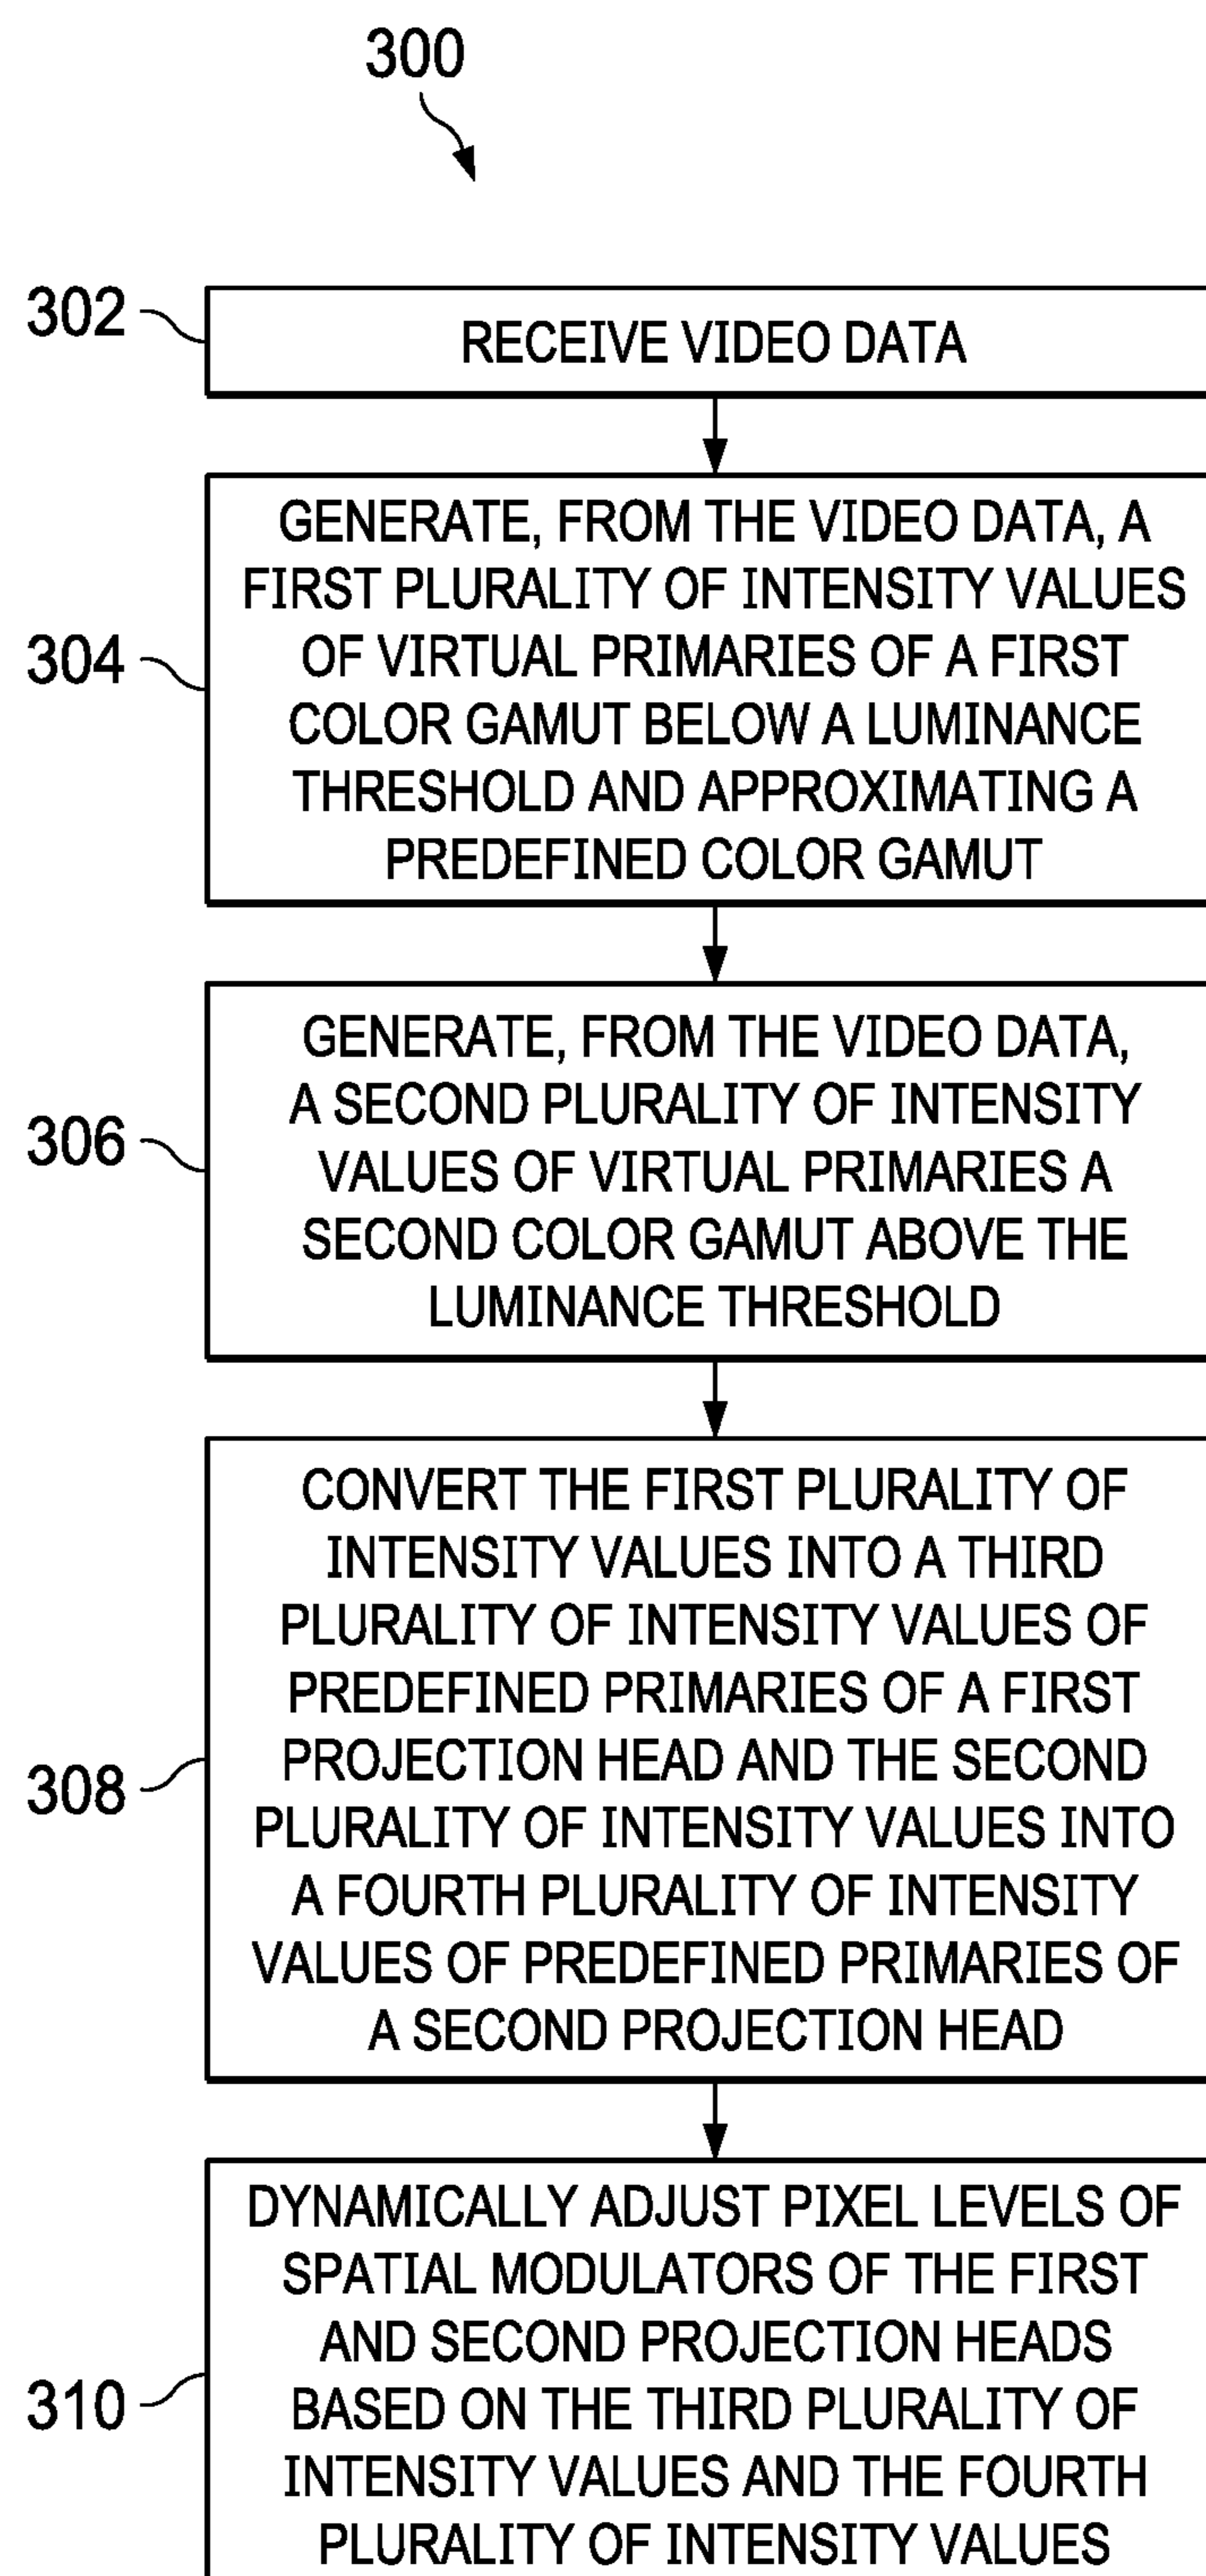 300
302
RECEIVE VIDEO DATA
304
GENERATE, FROM THE VIDEO DATA, A
FIRST PLURALITY OF INTENSITY VALUES
OF VIRTUAL PRIMARIES OF A FIRST
COLOR GAMUT BELOW A LUMINANCE
THRESHOLD AND APPROXIMATING A
PREDEFINED COLOR GAMUT
306
GENERATE, FROM THE VIDEO DATA,
A SECOND PLURALITY OF INTENSITY
VALUES OF VIRTUAL PRIMARIES A
SECOND COLOR GAMUT ABOVE THE
LUMINANCE THRESHOLD
308
CONVERT THE FIRST PLURALITY OF
INTENSITY VALUES INTO A THIRD
PLURALITY OF INTENSITY VALUES OF
PREDEFINED PRIMARIES OF A FIRST
PROJECTION HEAD AND THE SECOND
PLURALITY OF INTENSITY VALUES INTO
A FOURTH PLURALITY OF INTENSITY
VALUES OF PREDEFINED PRIMARIES OF
A SECOND PROJECTION HEAD
310
DYNAMICALLY ADJUST PIXEL LEVELS OF
SPATIAL MODULATORS OF THE FIRST
AND SECOND PROJECTION HEADS
BASED ON THE THIRD PLURALITY OF
INTENSITY VALUES AND THE FOURTH
PLURALITY OF INTENSITY VALUES